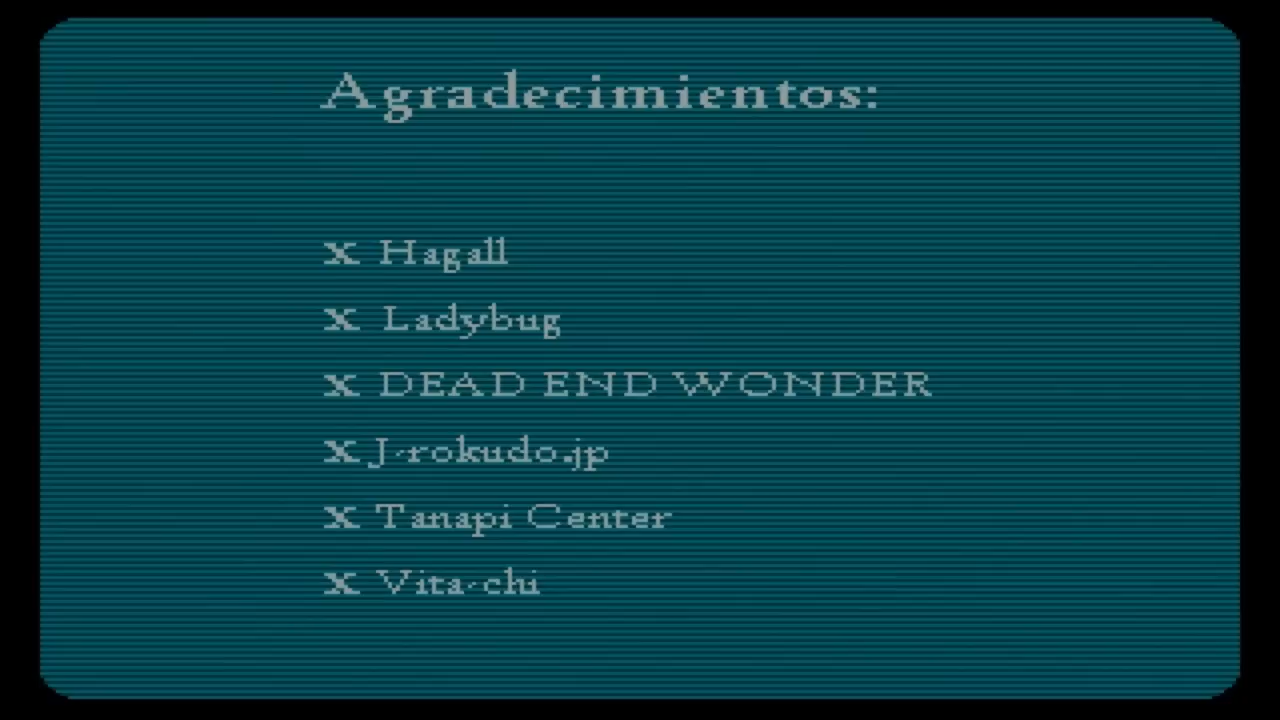 Agradecimientos:
x Hagall
x Ladybug
x DEAD END WONDER
x J-rokudo.jp
x Tanapi Center
x Vita-chi